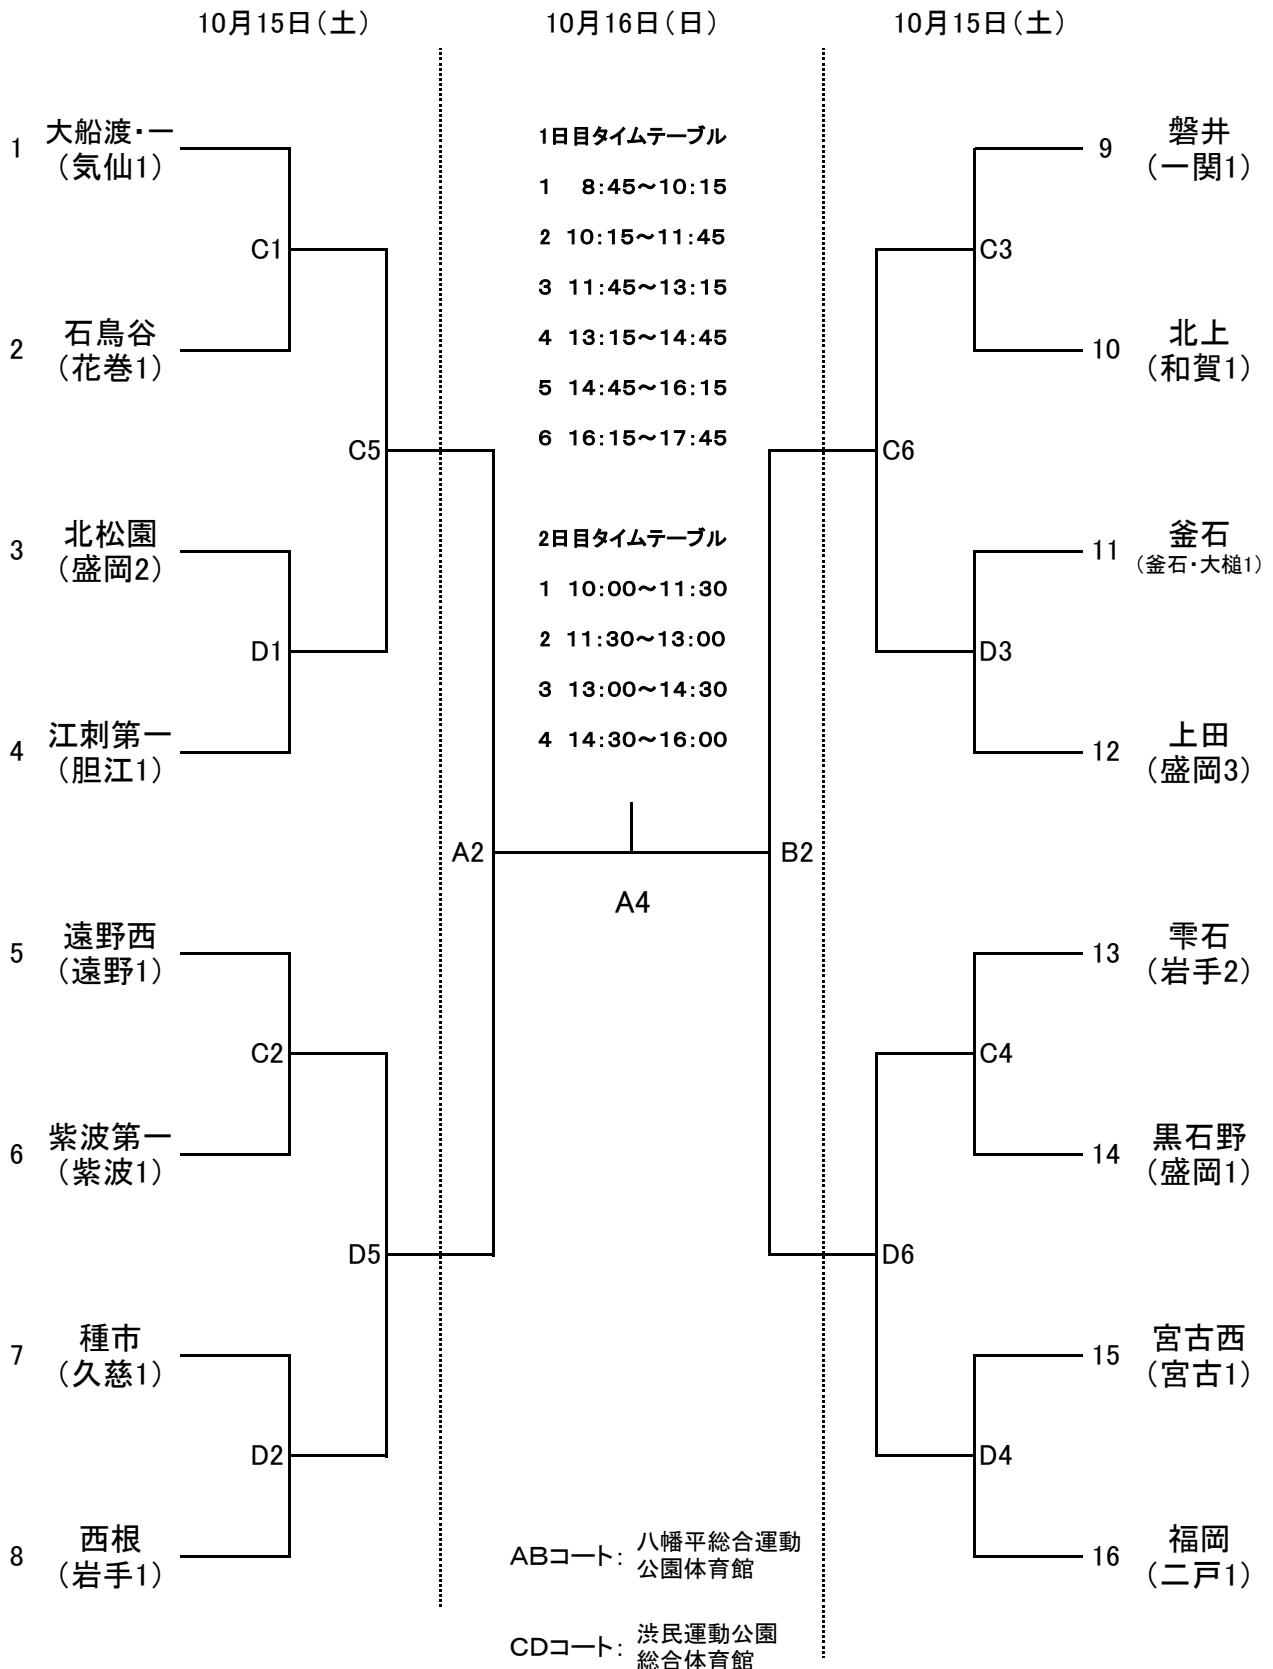 10月15日(土)
10月16日(日)
10月15日(土)
1
大船渡・一
(気仙1)
C1
2
石鳥谷
(花巻1)
C5
3
北松園
(盛岡2)
D1
4
江刺第一
(胆江1)
A2
5
遠野西
(遠野1)
C2
6
紫波第一
(紫波1)
D5
7
種市
(久慈1)
D2
8
西根
(岩手1)
1日目タイムテーブル
1 8:45～10:15
2 10:15～11:45
3 11:45～13:15
4 13:15～14:45
5 14:45～16:15
6 16:15～17:45
2日目タイムテーブル
1 10:00～11:30
2 11:30～13:00
3 13:00～14:30
4 14:30～16:00
A4
ABコート: 八幡平総合運動
公園体育館
CDコート: 渋民運動公園
総合体育館
9
磐井
(一関1)
C3
10
北上
(和賀1)
C6
11
釜石
(釜石・大槌1)
D3
12
上田
(盛岡3)
B2
13
雫石
(岩手2)
C4
14
黒石野
(盛岡1)
D6
15
宮古西
(宮古1)
D4
16
福岡
(二戸1)